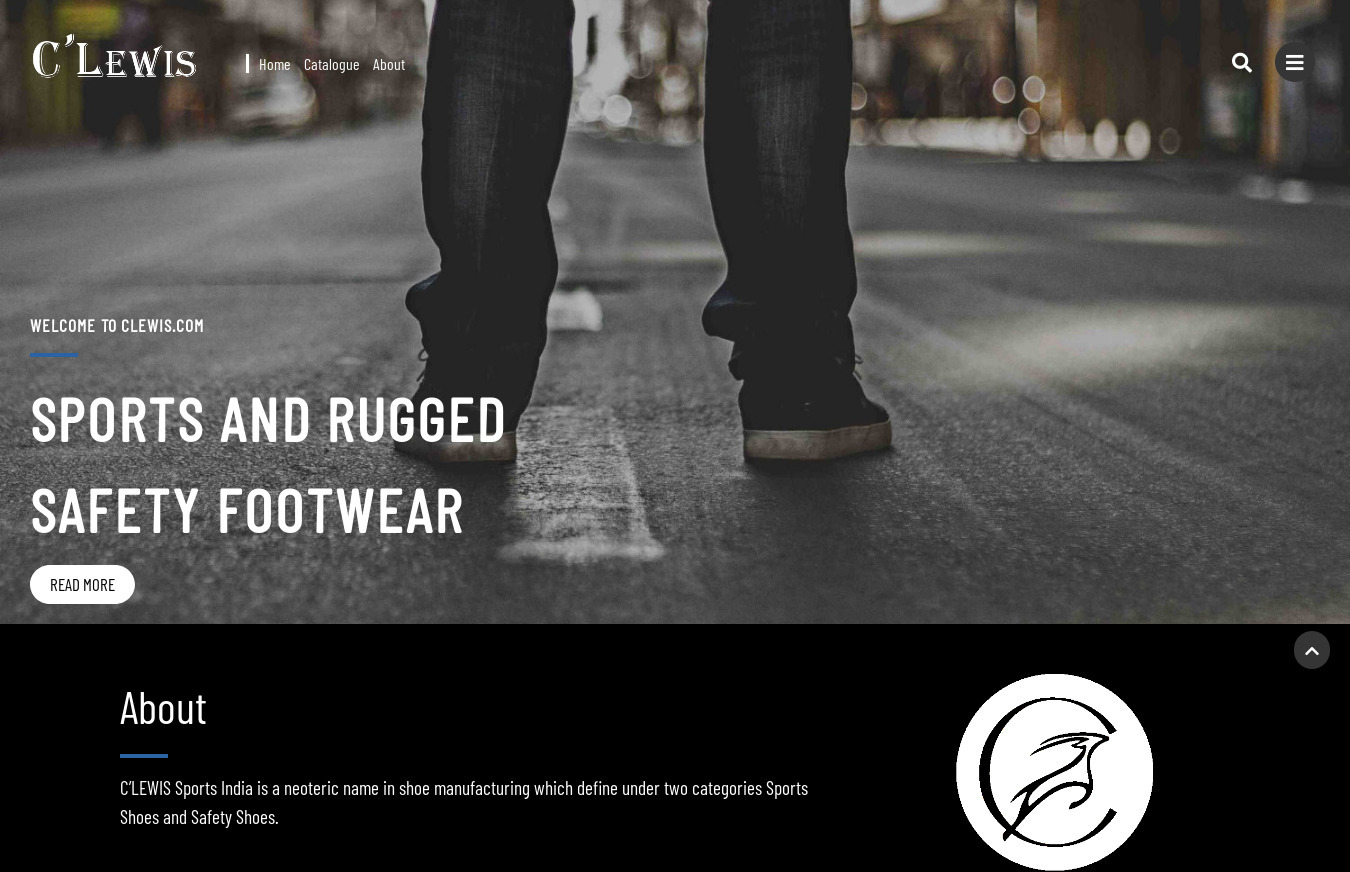 C'LEWIS
Home Catalogue About
WELCOME TO CLEWIS.COM
SPORTS AND RUGGED
SAFETY FOOTWEAR
READ MORE
About
C'LEWIS Sports India is a neoteric name in shoe manufacturing which define under two categories Sports
Shoes and Safety Shoes.